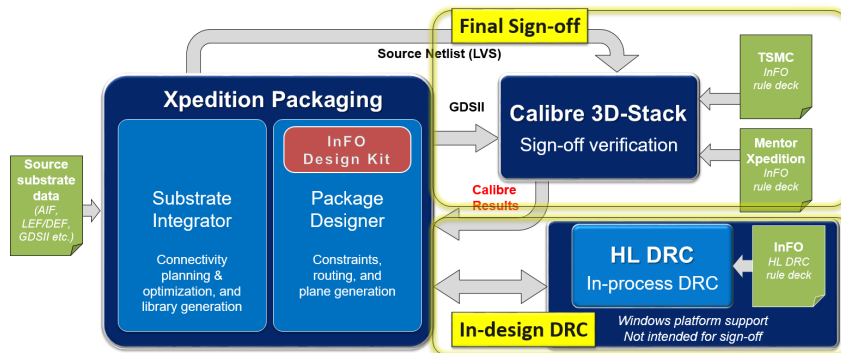 Final Sign-off
Source Netlist (LVS)
TSMC
InFO
rule deck
Xpedition Packaging
GDSII
Calibre 3D-Stack
Sign-off verification
InFO
Design Kit
Mentor
Xpedition
InFO
rule deck
Source
substrate
data
(AIF,
LEF/DEF,
GDSII etc.)
Substrate
Integrator
Package
Designer
Calibre
Results
Connectivity
planning &
optimization, and
library generation
Constraints,
routing, and
plane generation
HL DRC
In-process DRC
InFO
HL DRC
rule deck
In-design DRC
Windows platform support
Not intended for sign-off